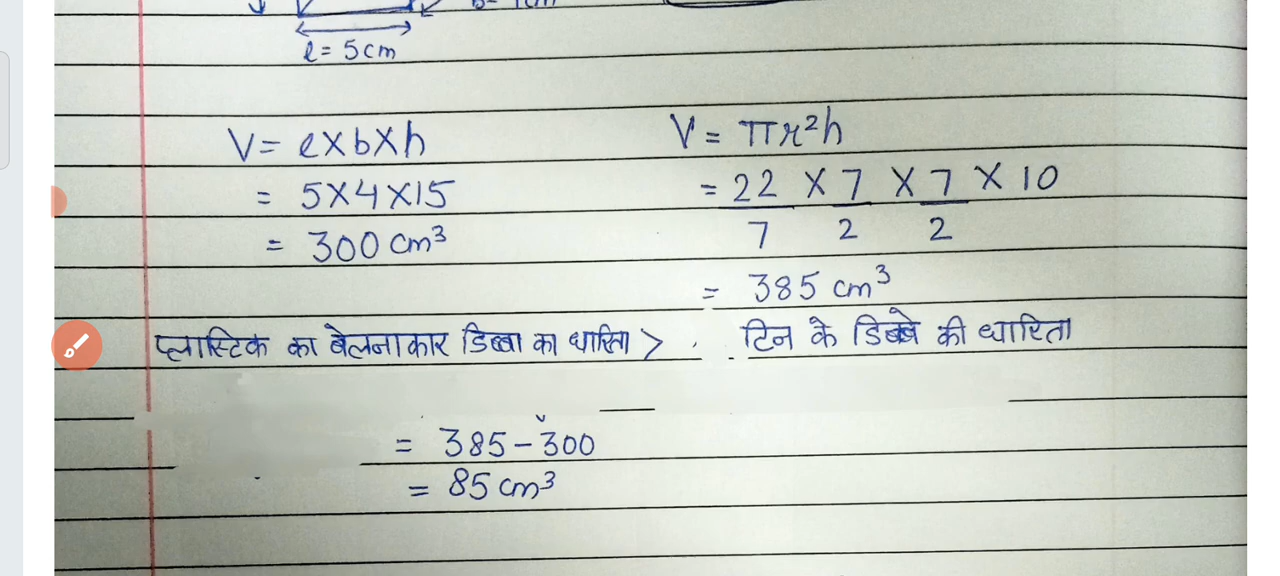 l = 5cm
V = l×b×h
= 5×4×15
= 300 cm³
V = πr²h
= 22/7 × 7/2 × 7/2 × 10
= 385 cm³
प्लास्टिक का बेलनाकार डिब्बा का धारिता > टिन के डिब्बे की धारिता
= 385 - 300
= 85 cm³